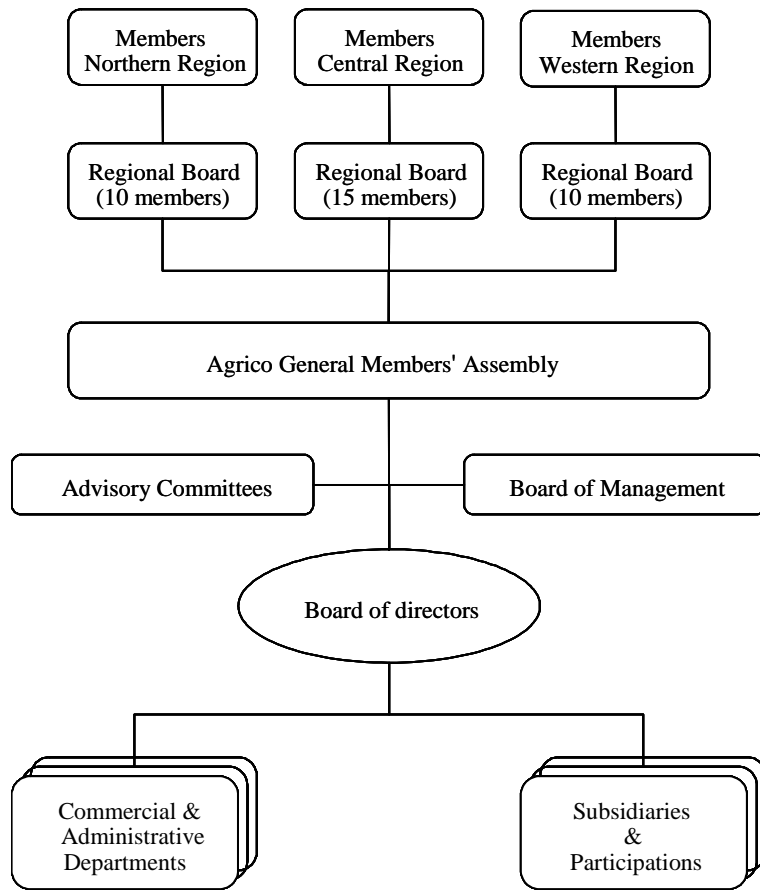 Members
Northern Region
Members
Central Region
Members
Western Region
Regional Board
(10 members)
Regional Board
(15 members)
Regional Board
(10 members)
Agrico General Members' Assembly
Advisory Committees
Board of Management
Board of directors
Commercial &
Administrative
Departments
Subsidiaries
&
Participations